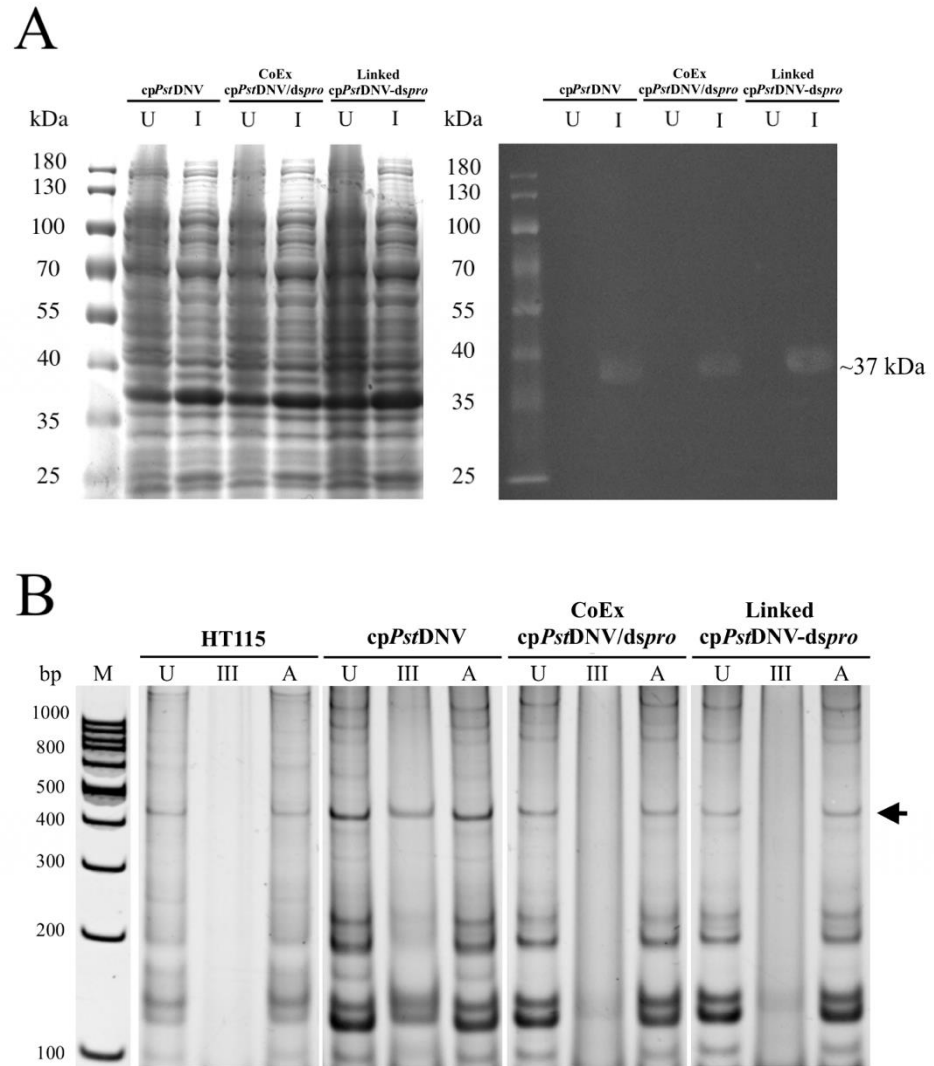 A
cpPstDNV CoEx Linked cpPstDNV CoEx Linked
cpPstDNV/dspro cpPstDNV-dspro cpPstDNV/dspro cpPstDNV-dspro
kDa U I U I U I kDa U I U I U I
180 180
130 130
100 100
70 70
55 55
40 40
~37 kDa
35 35
25 25
B
CoEx Linked
HT115 cpPstDNV cpPstDNV/dspro cpPstDNV-dspro
bp M U III A U III A U III A U III A
1000
800
500
400
300
200
100